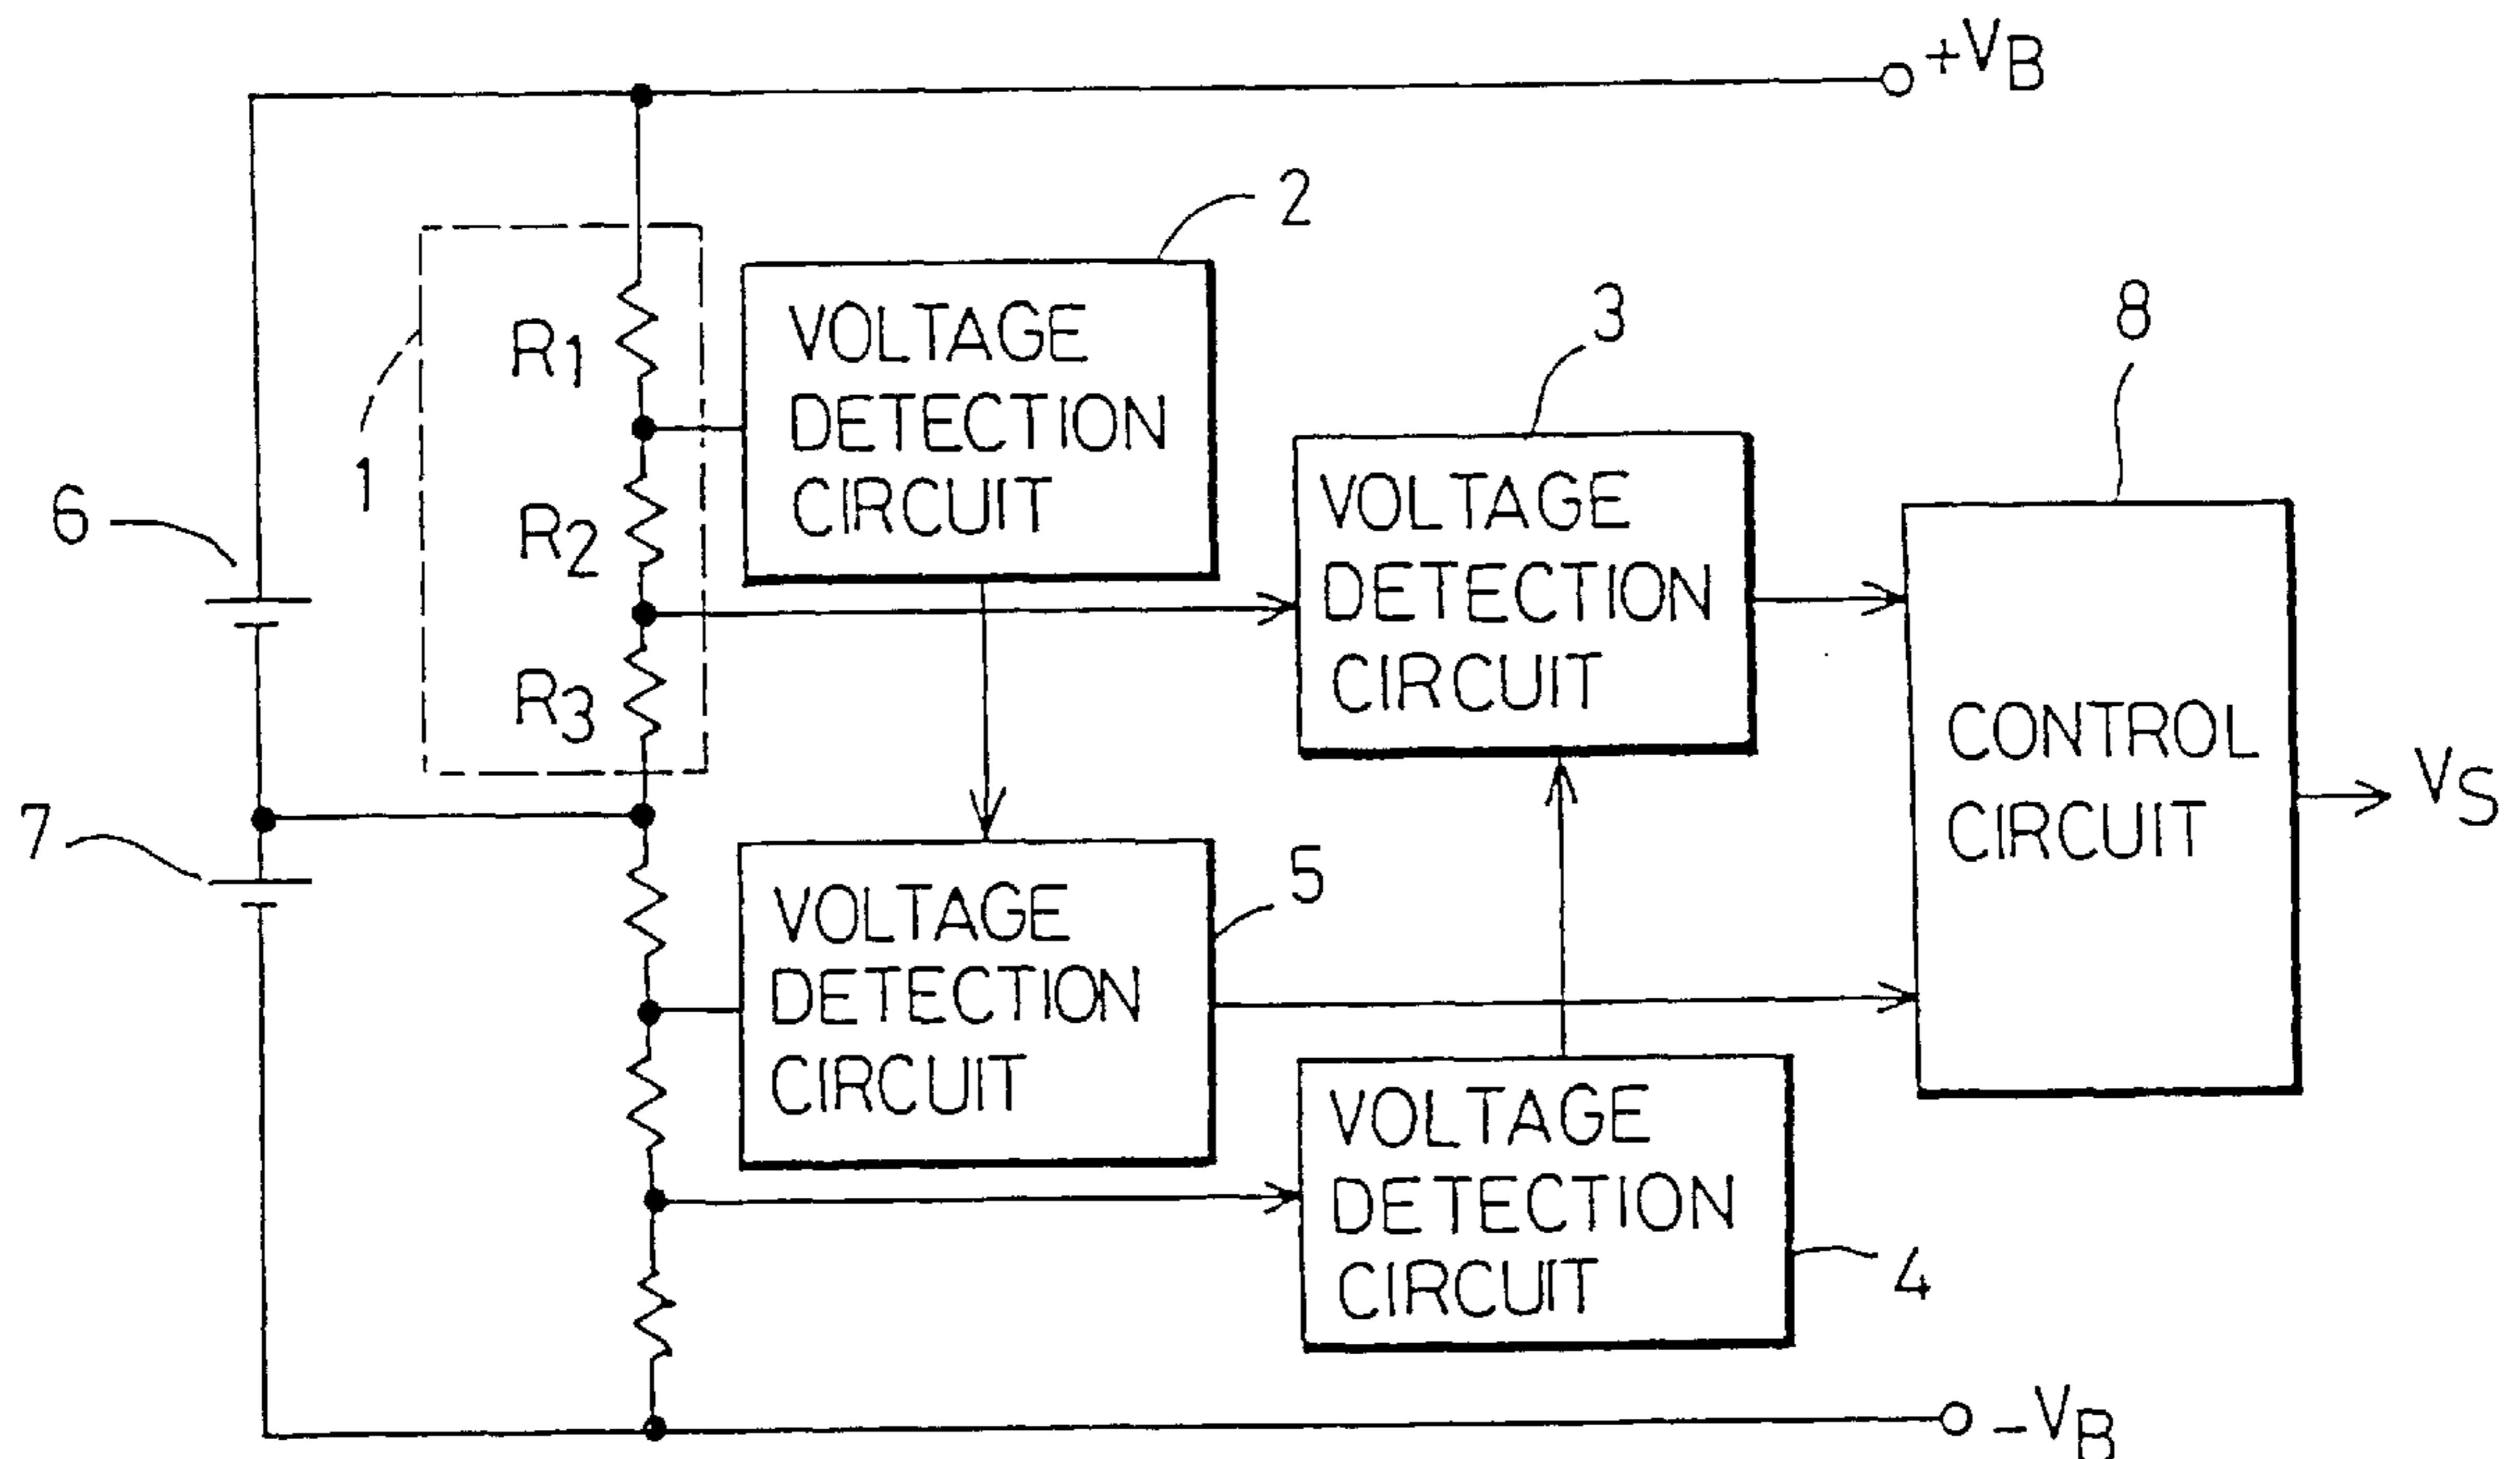 +VB
2
VOLTAGE
DETECTION
CIRCUIT
3
VOLTAGE
DETECTION
CIRCUIT
8
CONTROL
CIRCUIT
VS
R1
R2
R3
1
6
7
5
VOLTAGE
DETECTION
CIRCUIT
VOLTAGE
DETECTION
CIRCUIT
4
-VB